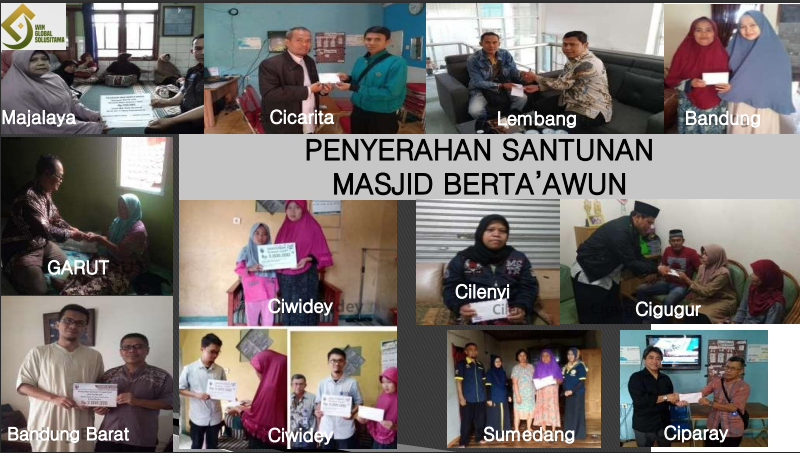 WIN
GLOBAL
SOLUSITAMA
Majalaya
Cicarita
Lembang
Bandung
PENYERAHAN SANTUNAN
MASJID BERTA’AWUN
GARUT
Ciwidey
Cilenyi
Cigugur
Bandung Barat
Ciwidey
Sumedang
Ciparay